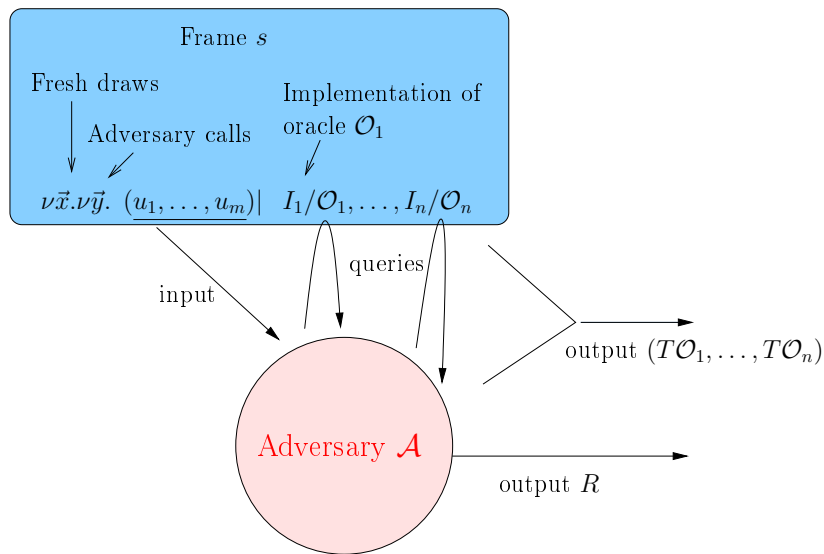 Frame s
Fresh draws
Implementation of
oracle 𝒪₁
Adversary calls
νx⃗.νy⃗. (u₁, . . . , uₘ)| I₁/𝒪₁, . . . , Iₙ/𝒪ₙ
queries
input
output (T𝒪₁, . . . , T𝒪ₙ)
Adversary 𝒜
output R